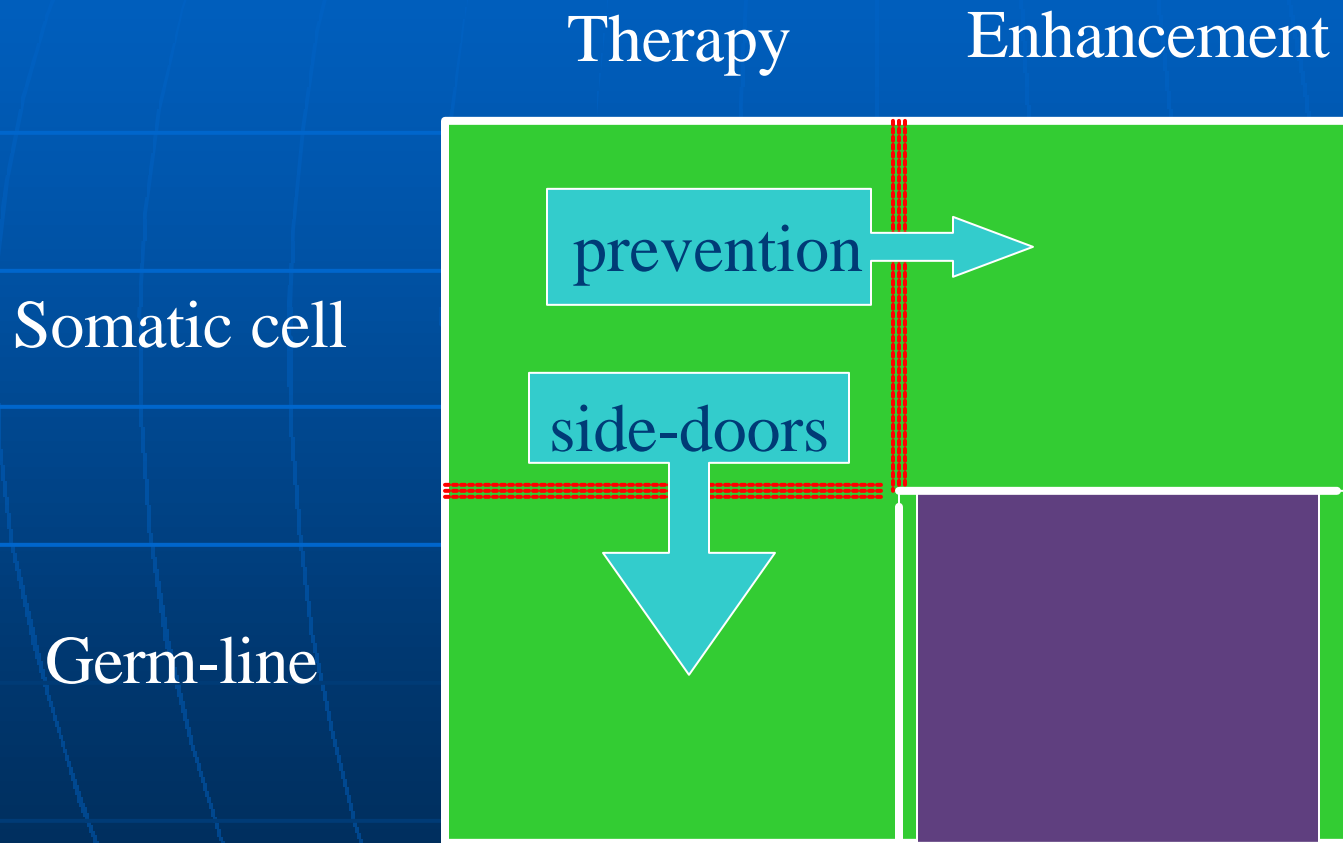 Therapy Enhancement
prevention
Somatic cell
side-doors
Germ-line